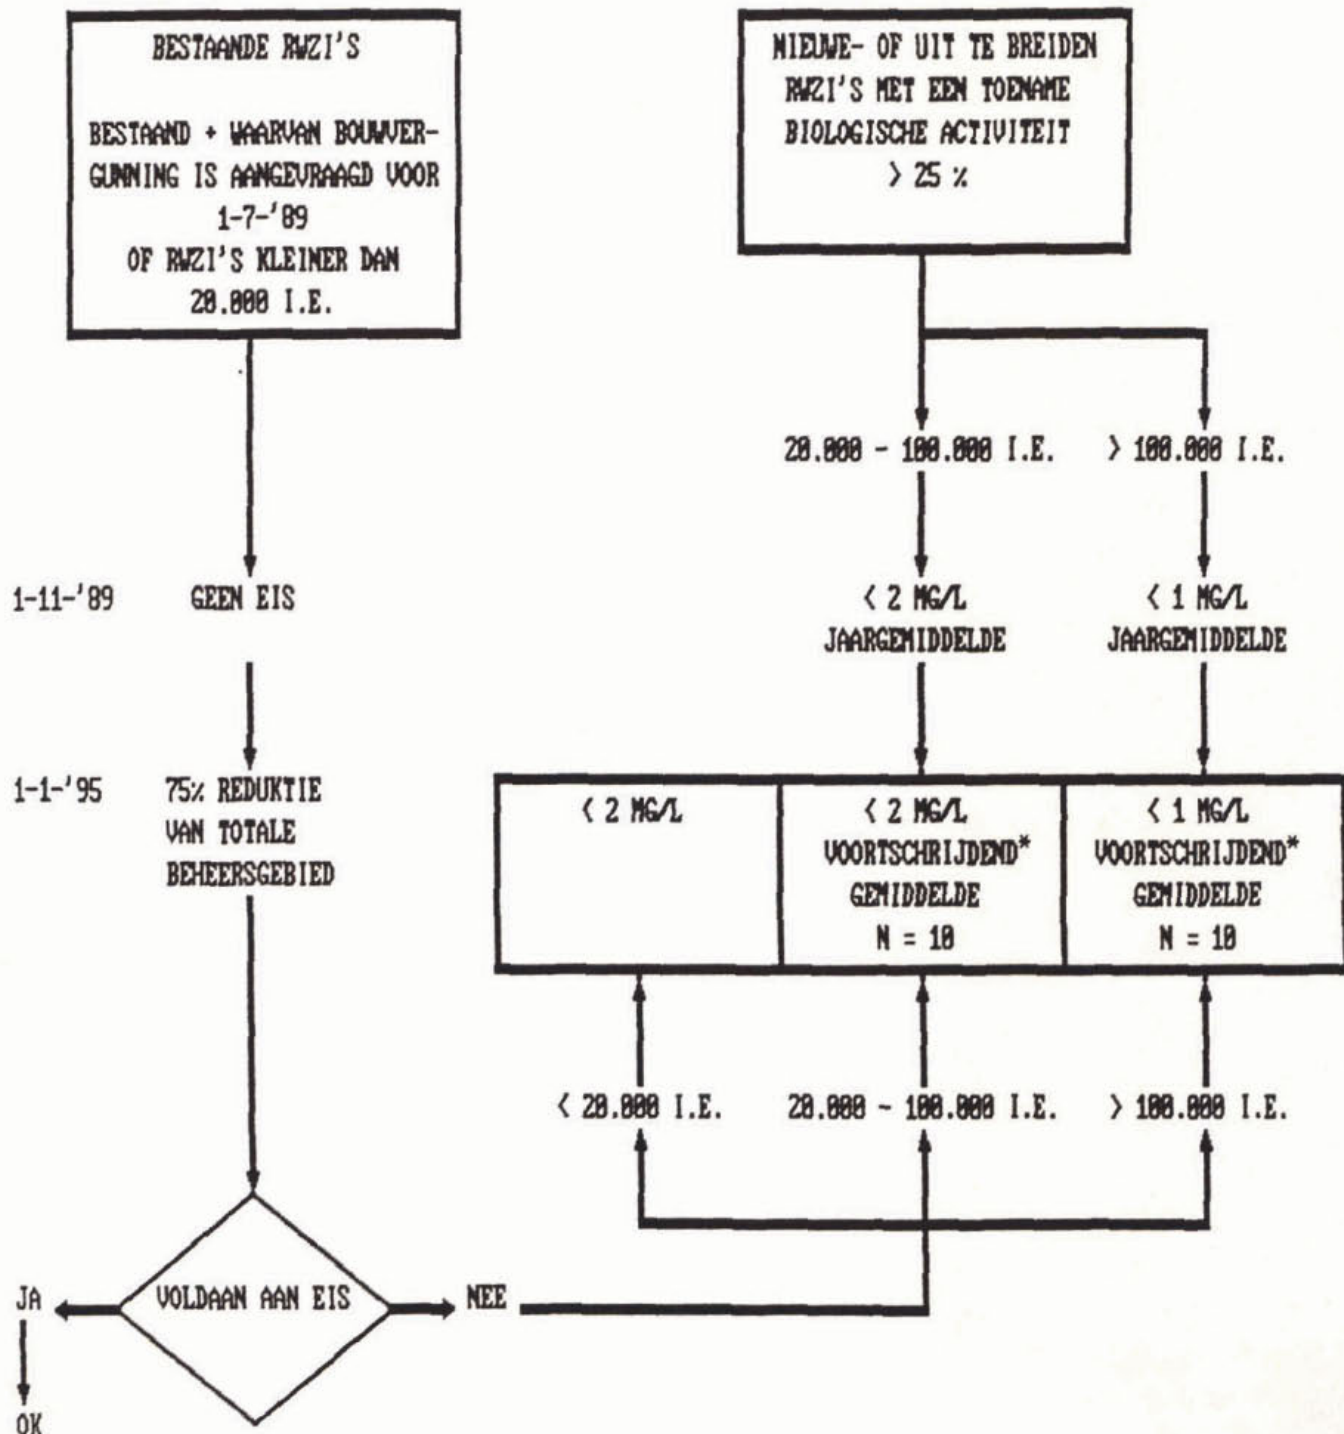 BESTAANDE RWZI'S
BESTAAND + WAARVAN BOUWVER-
GUNNING IS AANGEVRAAGD VOOR
1-7-'89
OF RWZI'S KLEINER DAN
20.000 I.E.
NIEUWE- OF UIT TE BREIDEN
RWZI'S MET EEN TOENAME
BIOLOGISCHE ACTIVITEIT
> 25 %
20.000 - 100.000 I.E.
> 100.000 I.E.
1-11-'89
GEEN EIS
< 2 MG/L
JAARGEMIDDELDE
< 1 MG/L
JAARGEMIDDELDE
1-1-'95
75% REDUKTIE
VAN TOTALE
BEHEERSGEBIED
< 2 MG/L
< 2 MG/L
VOORTSCHRIJDEND*
GEMIDDELDE
N = 10
< 1 MG/L
VOORTSCHRIJDEND*
GEMIDDELDE
N = 10
< 20.000 I.E.
20.000 - 100.000 I.E.
> 100.000 I.E.
VOLDAAN AAN EIS
JA
NEE
OK